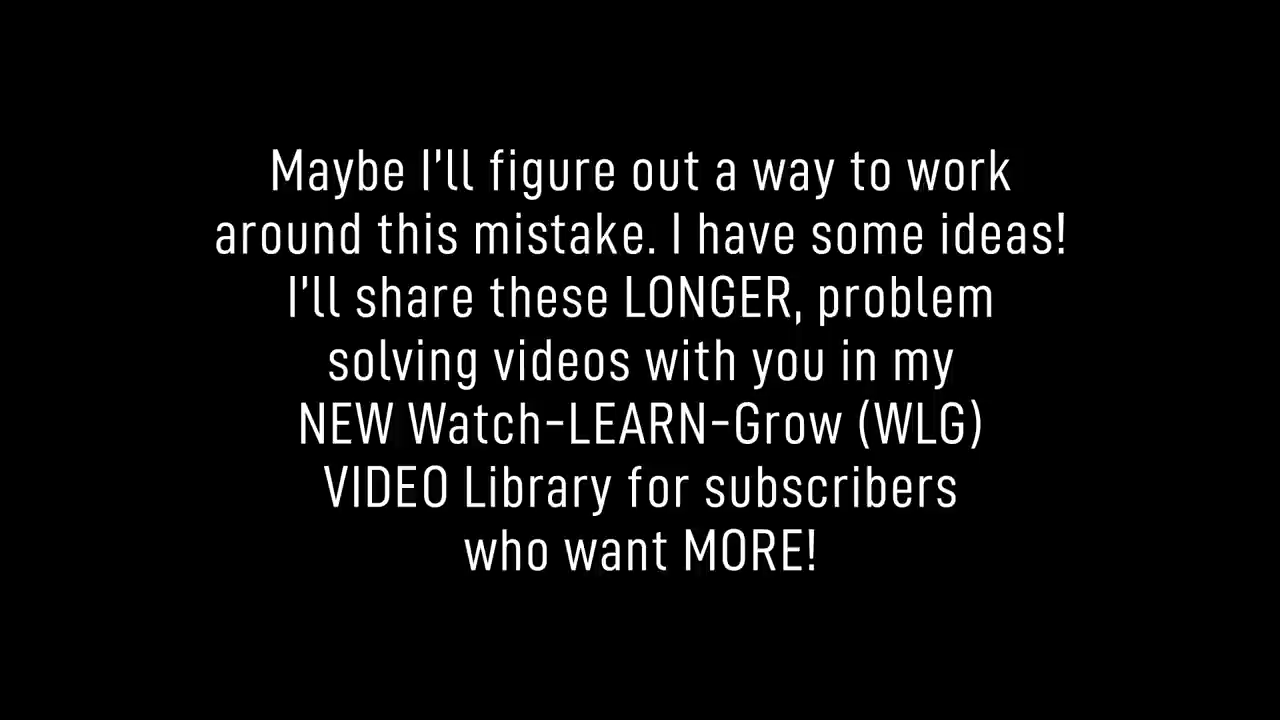 Maybe I'll figure out a way to work
around this mistake. I have some ideas!
I'll share these LONGER, problem
solving videos with you in my
NEW Watch-LEARN-Grow (WLG)
VIDEO Library for subscribers
who want MORE!